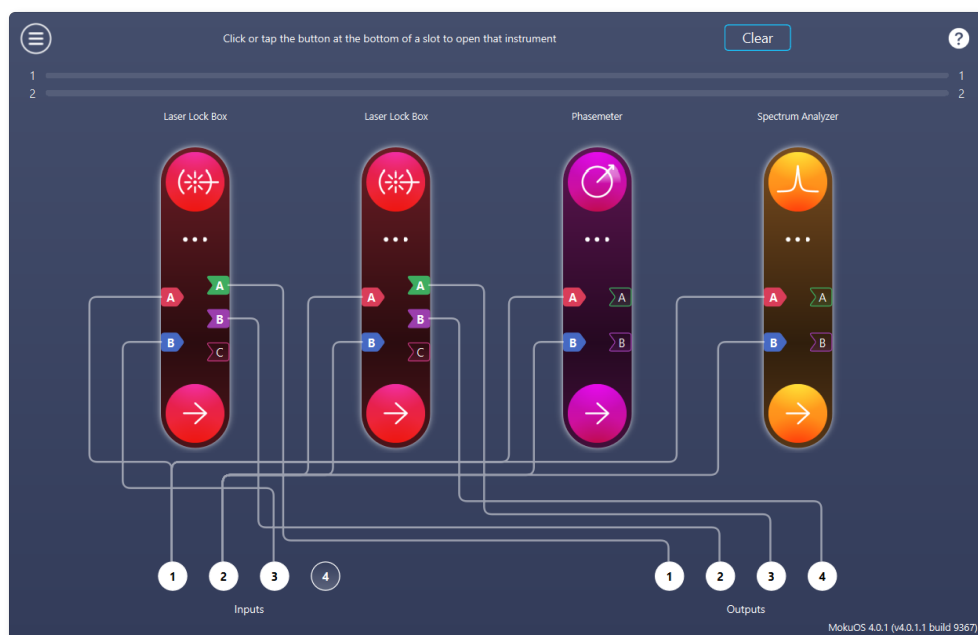 Click or tap the button at the bottom of a slot to open that instrument
Clear
?
1 1
2 2
Laser Lock Box
Laser Lock Box
Phasemeter
Spectrum Analyzer
A A
B B
C
A A
B B
C
A A
B B
A A
B B
1 2 3 4
1 2 3 4
Inputs
Outputs
MokuOS 4.0.1 (v4.0.1.1 build 9367)